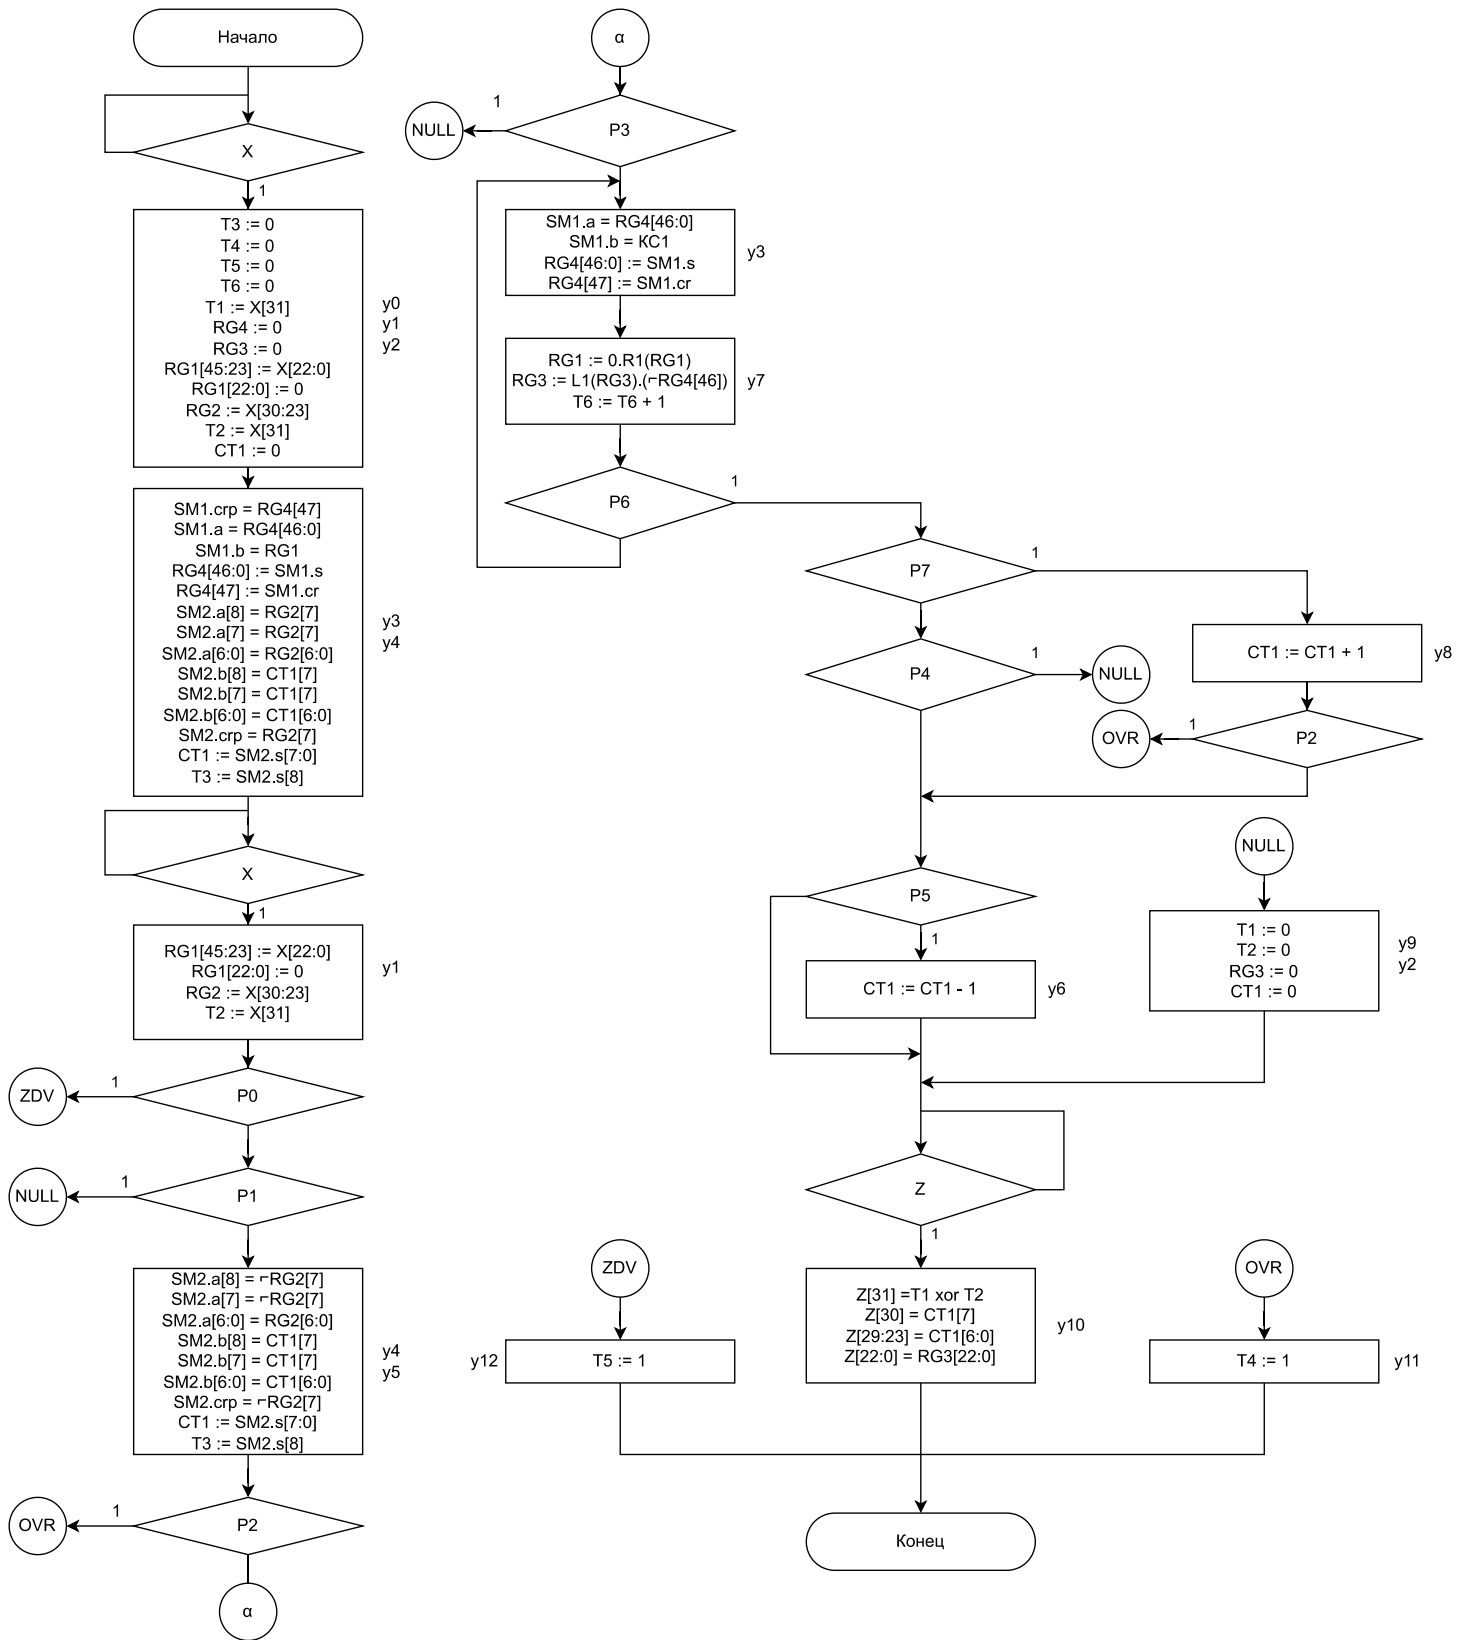 Начало
X
1
T3 := 0
T4 := 0
T5 := 0
T6 := 0
T1 := X[31]
RG4 := 0
RG3 := 0
RG1[45:23] := X[22:0]
RG1[22:0] := 0
RG2 := X[30:23]
T2 := X[31]
CT1 := 0
y0
y1
y2
SM1.crp = RG4[47]
SM1.a = RG4[46:0]
SM1.b = RG1
RG4[46:0] := SM1.s
RG4[47] := SM1.cr
SM2.a[8] = RG2[7]
SM2.a[7] = RG2[7]
SM2.a[6:0] = RG2[6:0]
SM2.b[8] = CT1[7]
SM2.b[7] = CT1[7]
SM2.b[6:0] = CT1[6:0]
SM2.crp = RG2[7]
CT1 := SM2.s[7:0]
T3 := SM2.s[8]
y3
y4
X
1
RG1[45:23] := X[22:0]
RG1[22:0] := 0
RG2 := X[30:23]
T2 := X[31]
y1
ZDV
1
P0
NULL
1
P1
SM2.a[8] = ⌐RG2[7]
SM2.a[7] = ⌐RG2[7]
SM2.a[6:0] = RG2[6:0]
SM2.b[8] = CT1[7]
SM2.b[7] = CT1[7]
SM2.b[6:0] = CT1[6:0]
SM2.crp = ⌐RG2[7]
CT1 := SM2.s[7:0]
T3 := SM2.s[8]
y4
y5
OVR
1
P2
α
α
NULL
1
P3
SM1.a = RG4[46:0]
SM1.b = КС1
RG4[46:0] := SM1.s
RG4[47] := SM1.cr
y3
RG1 := 0.R1(RG1)
RG3 := L1(RG3).(⌐RG4[46])
T6 := T6 + 1
y7
P6
1
P7
1
CT1 := CT1 + 1
y8
P4
1
NULL
OVR
1
P2
P5
1
CT1 := CT1 - 1
y6
NULL
T1 := 0
T2 := 0
RG3 := 0
CT1 := 0
y9
y2
Z
1
Z[31] =T1 xor T2
Z[30] = CT1[7]
Z[29:23] = CT1[6:0]
Z[22:0] = RG3[22:0]
y10
ZDV
y12
T5 := 1
OVR
T4 := 1
y11
Конец